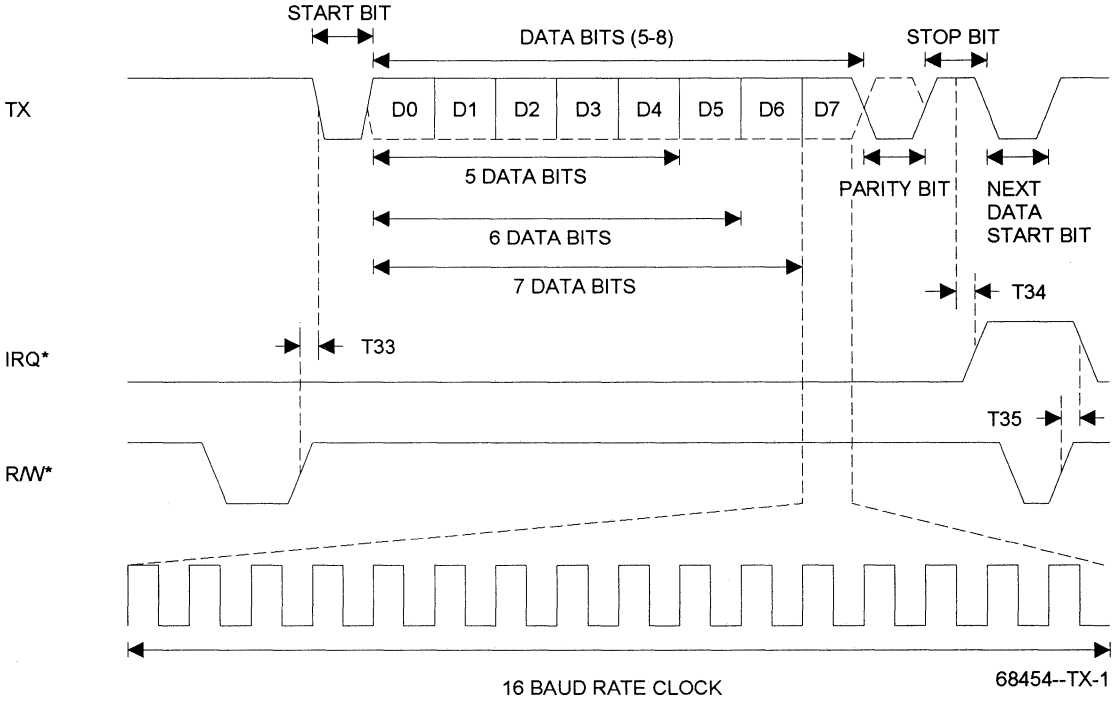 START BIT
DATA BITS (5-8)
STOP BIT
TX
D0 D1 D2 D3 D4 D5 D6 D7
5 DATA BITS
PARITY BIT
NEXT
DATA
START BIT
6 DATA BITS
7 DATA BITS
T34
T33
IRQ*
T35
R/W*
16 BAUD RATE CLOCK
68454--TX-1